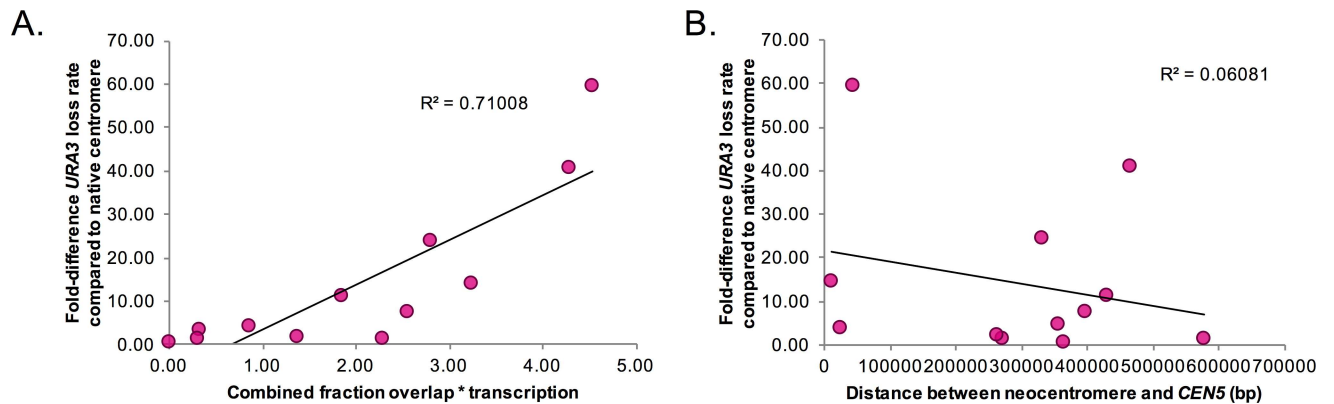 A.
Fold-difference URA3 loss rate
compared to native centromere
70.00
60.00
50.00
40.00
30.00
20.00
10.00
0.00
R² = 0.71008
0.00 1.00 2.00 3.00 4.00 5.00
Combined fraction overlap * transcription
B.
Fold-difference URA3 loss rate
compared to native centromere
70.00
60.00
50.00
40.00
30.00
20.00
10.00
0.00
R² = 0.06081
0 100000 200000 300000 400000 500000 600000 700000
Distance between neocentromere and CEN5 (bp)